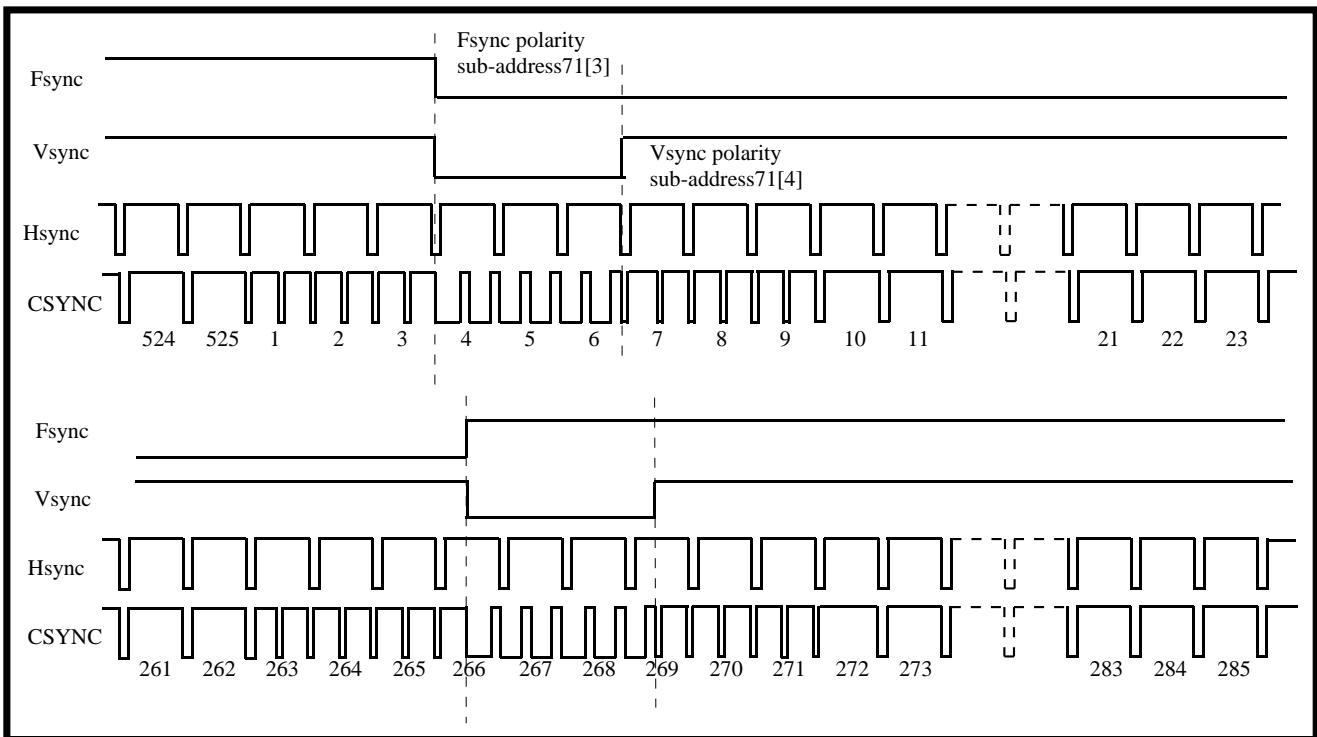 Fsync polarity
sub-address71[3]
Fsync
Vsync
Vsync polarity
sub-address71[4]
Hsync
CSYNC
524 525 1 2 3 4 5 6 7 8 9 10 11 21 22 23
Fsync
Vsync
Hsync
CSYNC
261 262 263 264 265 266 267 268 269 270 271 272 273 283 284 285